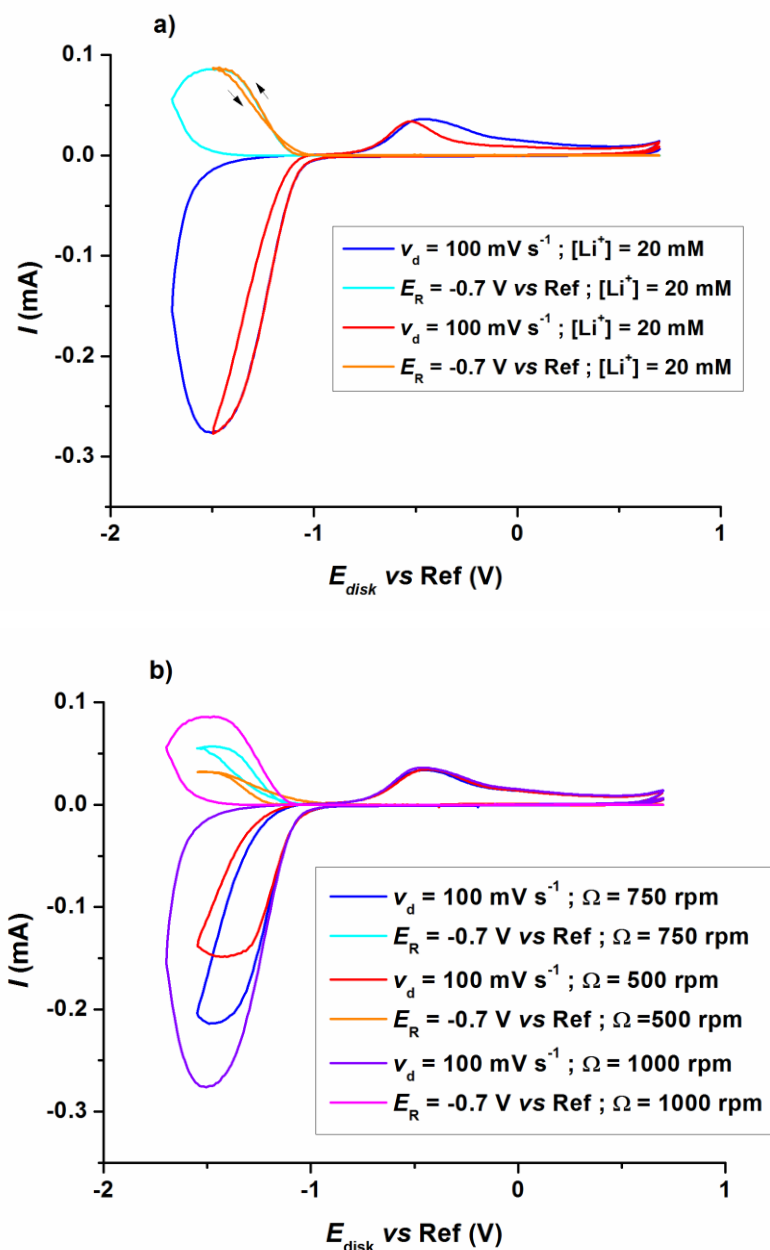 a)
0.1
0.0
-0.1
-0.2
-0.3
I (mA)
v_d = 100 mV s⁻¹ ; [Li⁺] = 20 mM
E_R = -0.7 V vs Ref ; [Li⁺] = 20 mM
v_d = 100 mV s⁻¹ ; [Li⁺] = 20 mM
E_R = -0.7 V vs Ref ; [Li⁺] = 20 mM
-2
-1
0
1
E_disk vs Ref (V)
b)
0.1
0.0
-0.1
-0.2
-0.3
I (mA)
v_d = 100 mV s⁻¹ ; Ω = 750 rpm
E_R = -0.7 V vs Ref ; Ω = 750 rpm
v_d = 100 mV s⁻¹ ; Ω = 500 rpm
E_R = -0.7 V vs Ref ; Ω =500 rpm
v_d = 100 mV s⁻¹ ; Ω = 1000 rpm
E_R = -0.7 V vs Ref ; Ω = 1000 rpm
-2
-1
0
1
E_disk vs Ref (V)